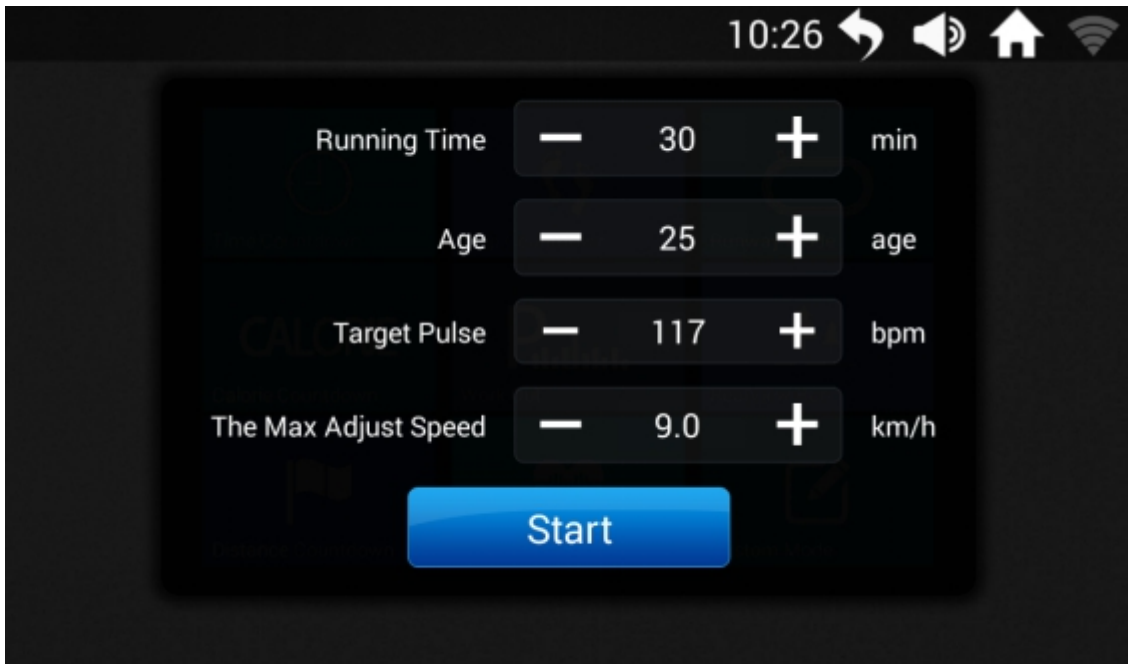 10:26
Running Time 30 min
Age 25 age
Target Pulse 117 bpm
The Max Adjust Speed 9.0 km/h
CALORIE
Start